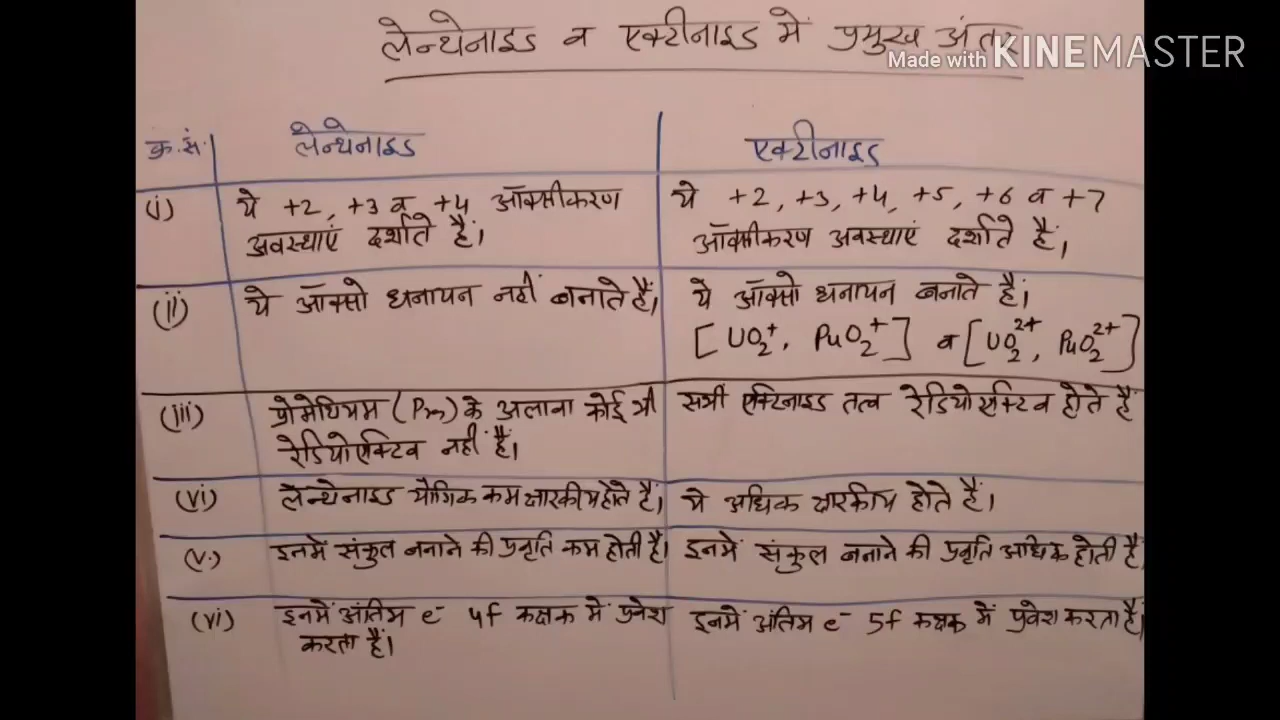 लेन्थेनाइड व एक्टीनाइड में प्रमुख अंतर
Made with KINEMASTER
क्र.सं. लेन्थेनाइड एक्टीनाइड
(i) ये +2, +3 व +4 ऑक्सीकरण ये +2, +3, +4, +5, +6 व +7
अवस्थाएं दर्शाते है। ऑक्सीकरण अवस्थाएं दर्शाते है।
(ii) ये ऑक्सो धनायन नहीं बनाते है। ये ऑक्सो धनायन बनाते है।
[UO₂⁺, PuO₂⁺] व [UO₂²⁺, PuO₂²⁺]
(iii) प्रोमेथियम (Pm) के अलावा कोई भी सभी एक्टिनाइड तत्व रेडियोएक्टिव होते है
रेडियोएक्टिव नहीं है।
(vi) लेन्थेनाइड यौगिक कम क्षारकीय होते है। ये अधिक क्षारकीय होते है।
(v) इनमें संकुल बनाने की प्रवृति कम होती है। इनमें संकुल बनाने की प्रवृति अधिक होती है
(vi) इनमें अंतिम e⁻ 4f कक्षक में प्रवेश इनमें अंतिम e⁻ 5f कक्षक में प्रवेश करता है।
करता है।